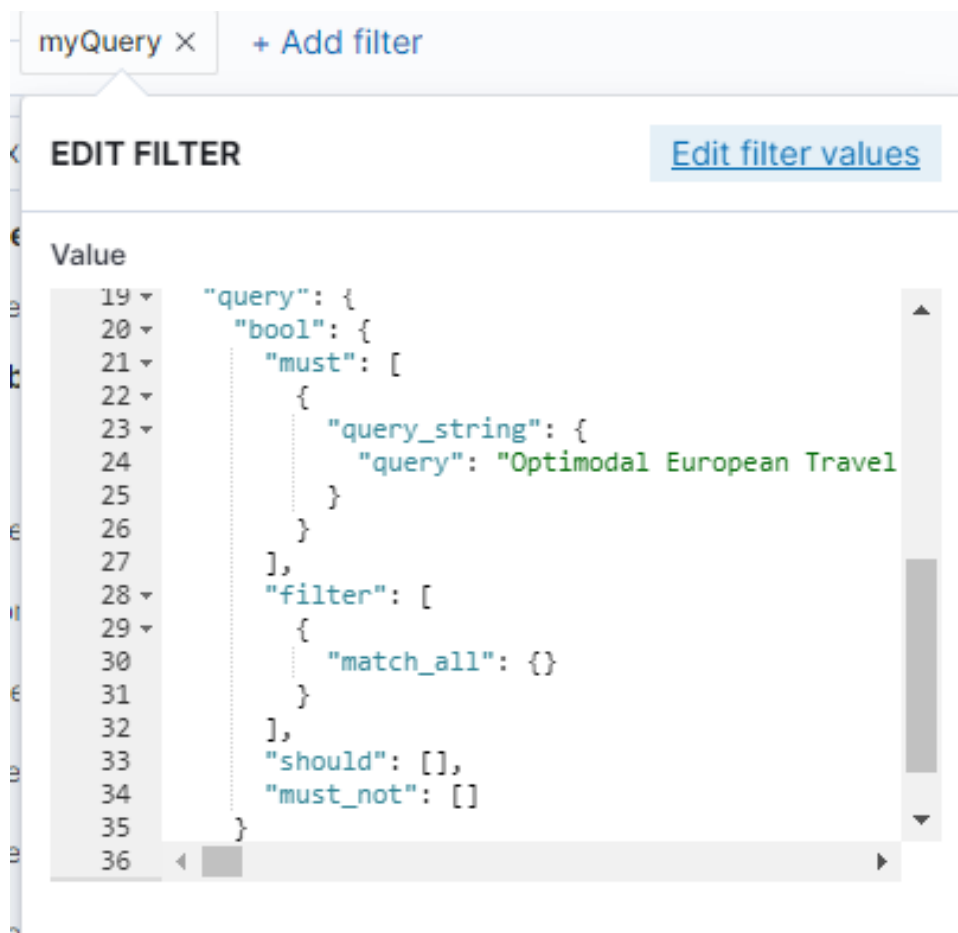 myQuery × + Add filter
EDIT FILTER Edit filter values
Value
19 "query": {
20 "bool": {
21 "must": [
22 {
23 "query_string": {
24 "query": "Optimodal European Travel
25 }
26 }
27 ],
28 "filter": [
29 {
30 "match_all": {}
31 }
32 ],
33 "should": [],
34 "must_not": []
35 }
36